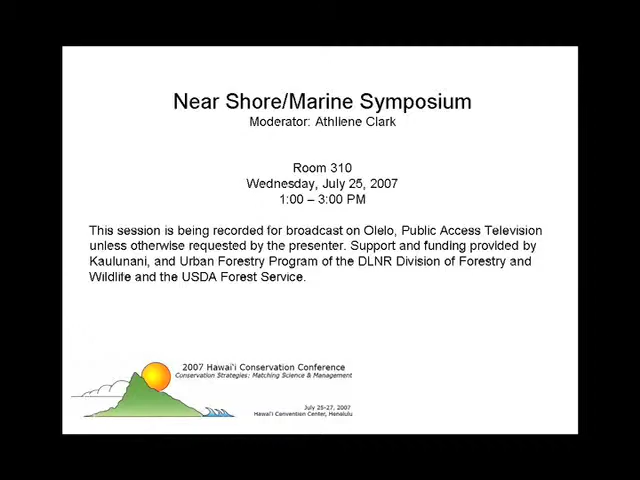 Near Shore/Marine Symposium
Moderator: Athllene Clark
Room 310
Wednesday, July 25, 2007
1:00 – 3:00 PM
This session is being recorded for broadcast on Olelo, Public Access Television
unless otherwise requested by the presenter. Support and funding provided by
Kaulunani, and Urban Forestry Program of the DLNR Division of Forestry and
Wildlife and the USDA Forest Service.
2007 Hawai'i Conservation Conference
Conservation Strategies: Matching Science & Management
July 25-27, 2007
Hawai'i Convention Center, Honolulu